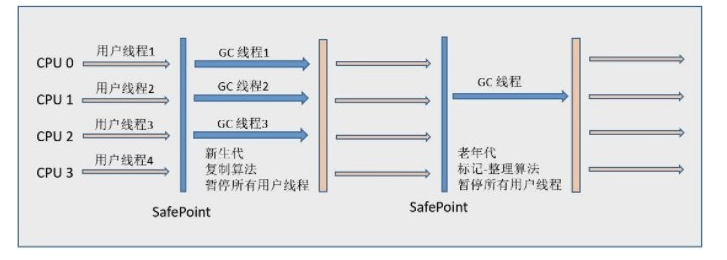 CPU 0
用户线程1
GC 线程1
CPU 1
用户线程2
GC 线程2
GC 线程
CPU 2
用户线程3
GC 线程3
CPU 3
用户线程4
新生代
复制算法
暂停所有用户线程
老年代
标记-整理算法
暂停所有用户线程
SafePoint
SafePoint